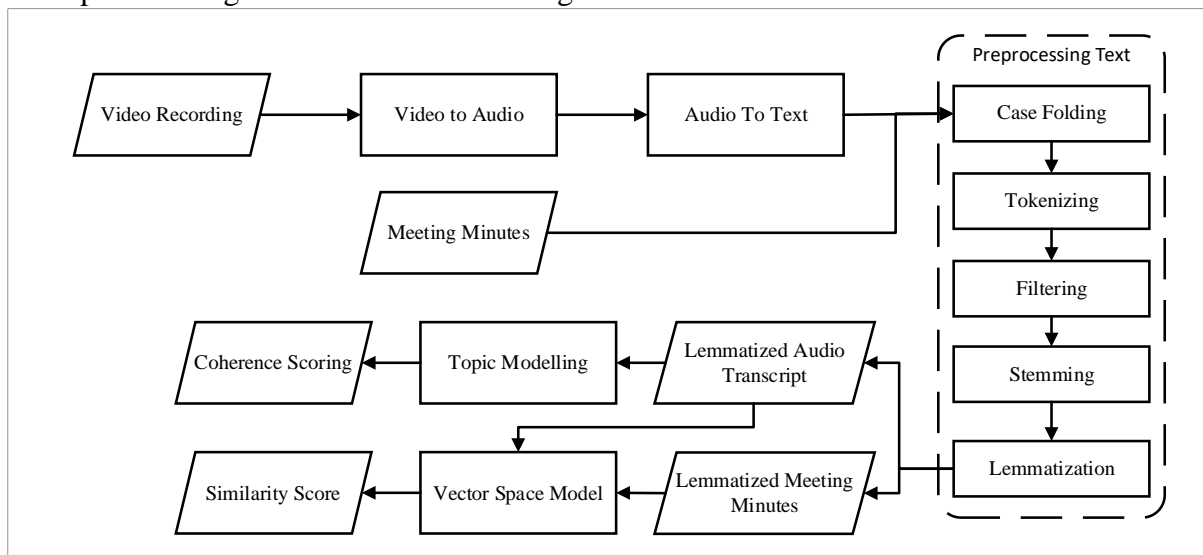 Preprocessing Text
Video Recording
Video to Audio
Audio To Text
Case Folding
Meeting Minutes
Tokenizing
Filtering
Coherence Scoring
Topic Modelling
Lemmatized Audio
Transcript
Stemming
Similarity Score
Vector Space Model
Lemmatized Meeting
Minutes
Lemmatization